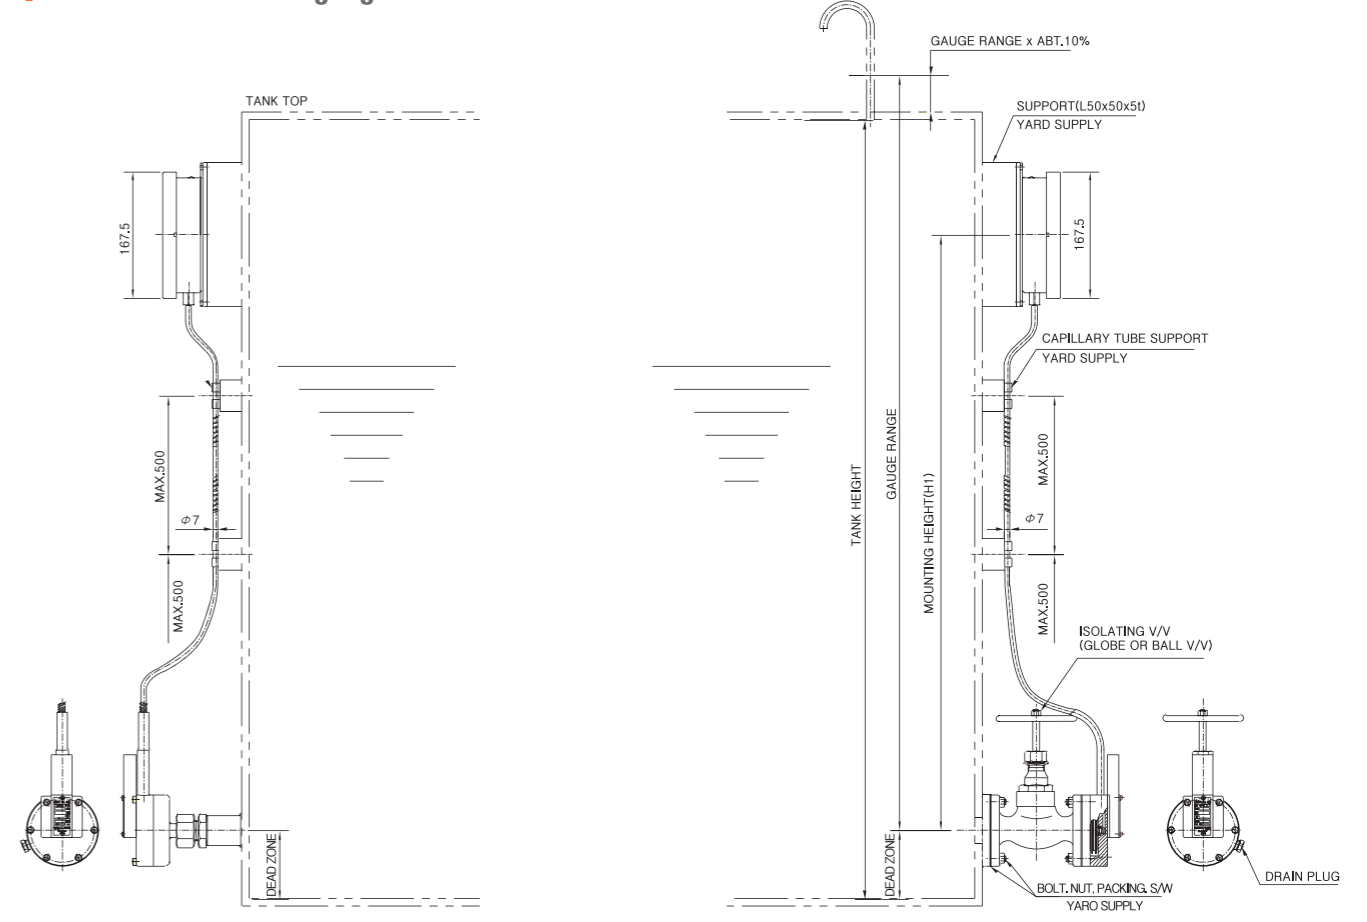 GAUGE RANGE x ABT.10%
TANK TOP
SUPPORT(L50x50x5t)
YARD SUPPLY
167.5
167.5
CAPILLARY TUBE SUPPORT
YARD SUPPLY
MAX.500
GAUGE RANGE
TANK HEIGHT
MOUNTING HEIGHT(H1)
MAX.500
Φ7
Φ7
MAX.500
MAX.500
ISOLATING V/V
(GLOBE OR BALL V/V)
DEAD ZONE
DEAD ZONE
DRAIN PLUG
BOLT. NUT, PACKING. S/W
YARO SUPPLY